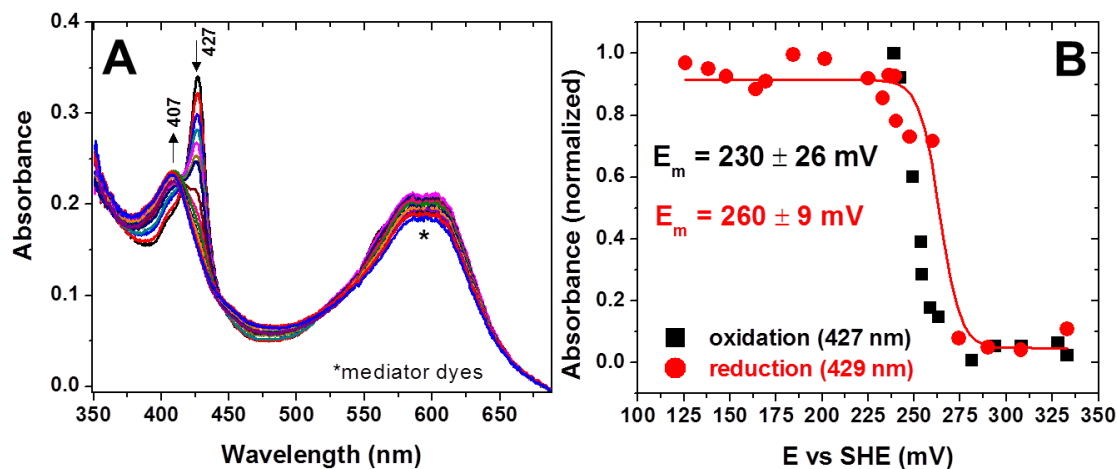 A
427
407
*
*mediator dyes
Absorbance
0.4
0.3
0.2
0.1
0.0
350 400 450 500 550 600 650
Wavelength (nm)
B
E_m = 230 ± 26 mV
E_m = 260 ± 9 mV
oxidation (427 nm)
reduction (429 nm)
Absorbance (normalized)
1.0
0.8
0.6
0.4
0.2
0.0
100 125 150 175 200 225 250 275 300 325 350
E vs SHE (mV)